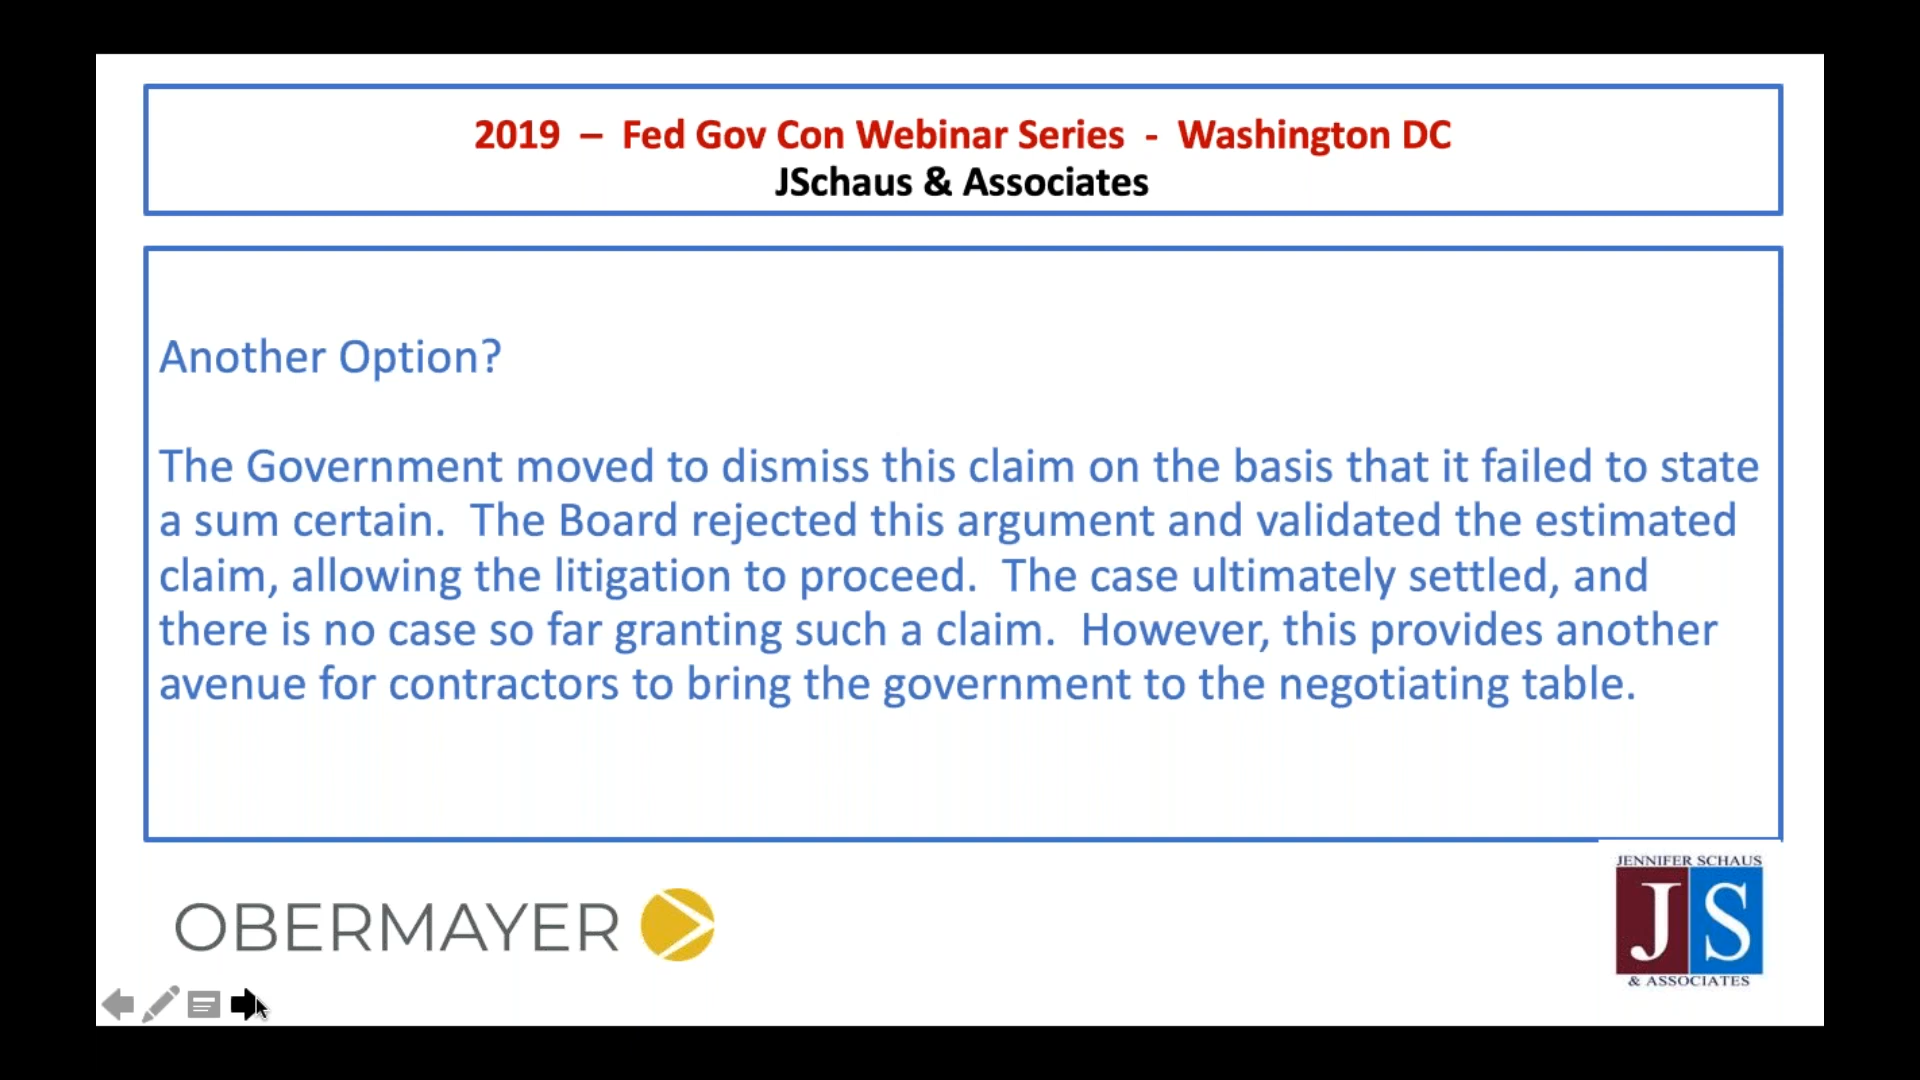 2019 – Fed Gov Con Webinar Series - Washington DC
JSchaus & Associates
Another Option?
The Government moved to dismiss this claim on the basis that it failed to state
a sum certain. The Board rejected this argument and validated the estimated
claim, allowing the litigation to proceed. The case ultimately settled, and
there is no case so far granting such a claim. However, this provides another
avenue for contractors to bring the government to the negotiating table.
OBERMAYER
JENNIFER SCHAUS
JS
& ASSOCIATES